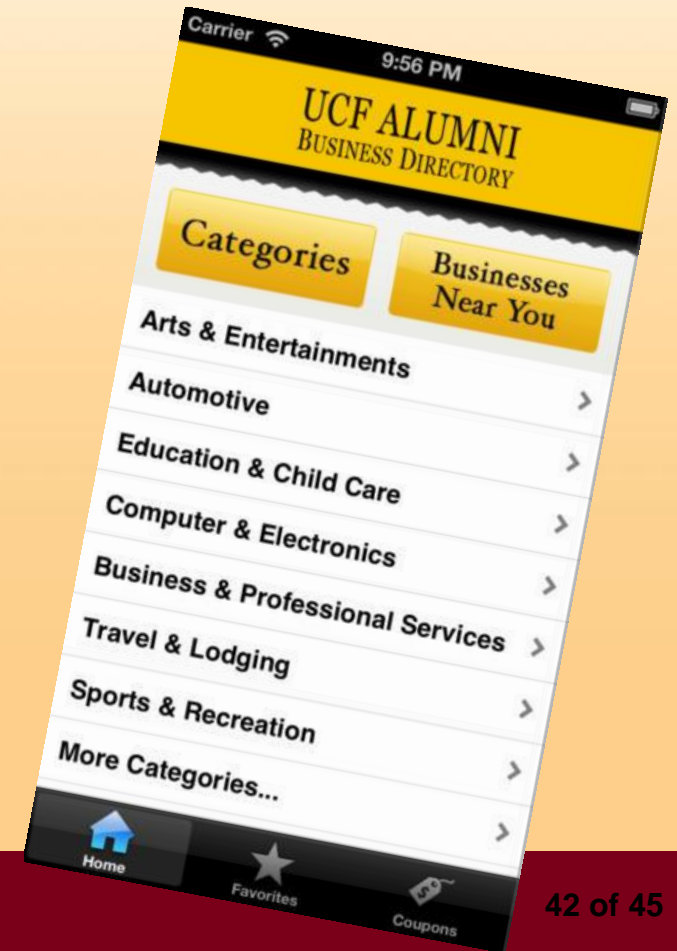 Carrier
9:56 PM
UCF ALUMNI
BUSINESS DIRECTORY
Categories
Businesses
Near You
Arts & Entertainments
Automotive
Education & Child Care
Computer & Electronics
Business & Professional Services
Travel & Lodging
Sports & Recreation
More Categories...
Home
Favorites
Coupons
42 of 45